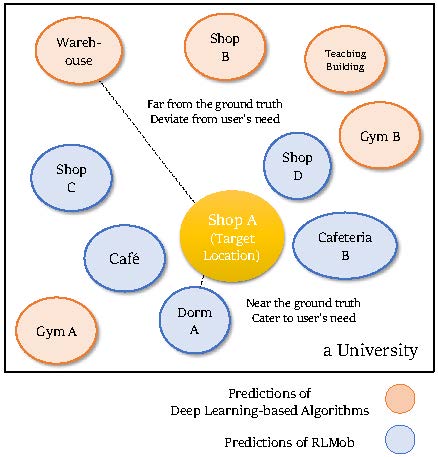 Wareh-
ouse
Shop
B
Teaching
Building
Far from the ground truth
Deviate from user's need
Gym B
Shop
C
Shop
D
Shop A
(Target
Location)
Café
Cafeteria
B
Dorm
A
Near the ground truth
Cater to user's need
Gym A
a University
Predictions of
Deep Learning-based Algorithms
Predictions of RLMob